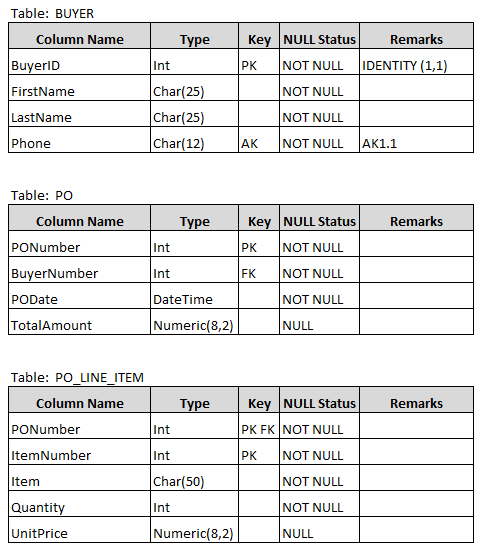 Table: BUYER
Column Name Type Key NULL Status Remarks
BuyerID Int PK NOT NULL IDENTITY (1,1)
FirstName Char(25) NOT NULL
LastName Char(25) NOT NULL
Phone Char(12) AK NOT NULL AK1.1
Table: PO
Column Name Type Key NULL Status Remarks
PONumber Int PK NOT NULL
BuyerNumber Int FK NOT NULL
PODate DateTime NOT NULL
TotalAmount Numeric(8,2) NULL
Table: PO_LINE_ITEM
Column Name Type Key NULL Status Remarks
PONumber Int PK FK NOT NULL
ItemNumber Int PK NOT NULL
Item Char(50) NOT NULL
Quantity Int NOT NULL
UnitPrice Numeric(8,2) NULL